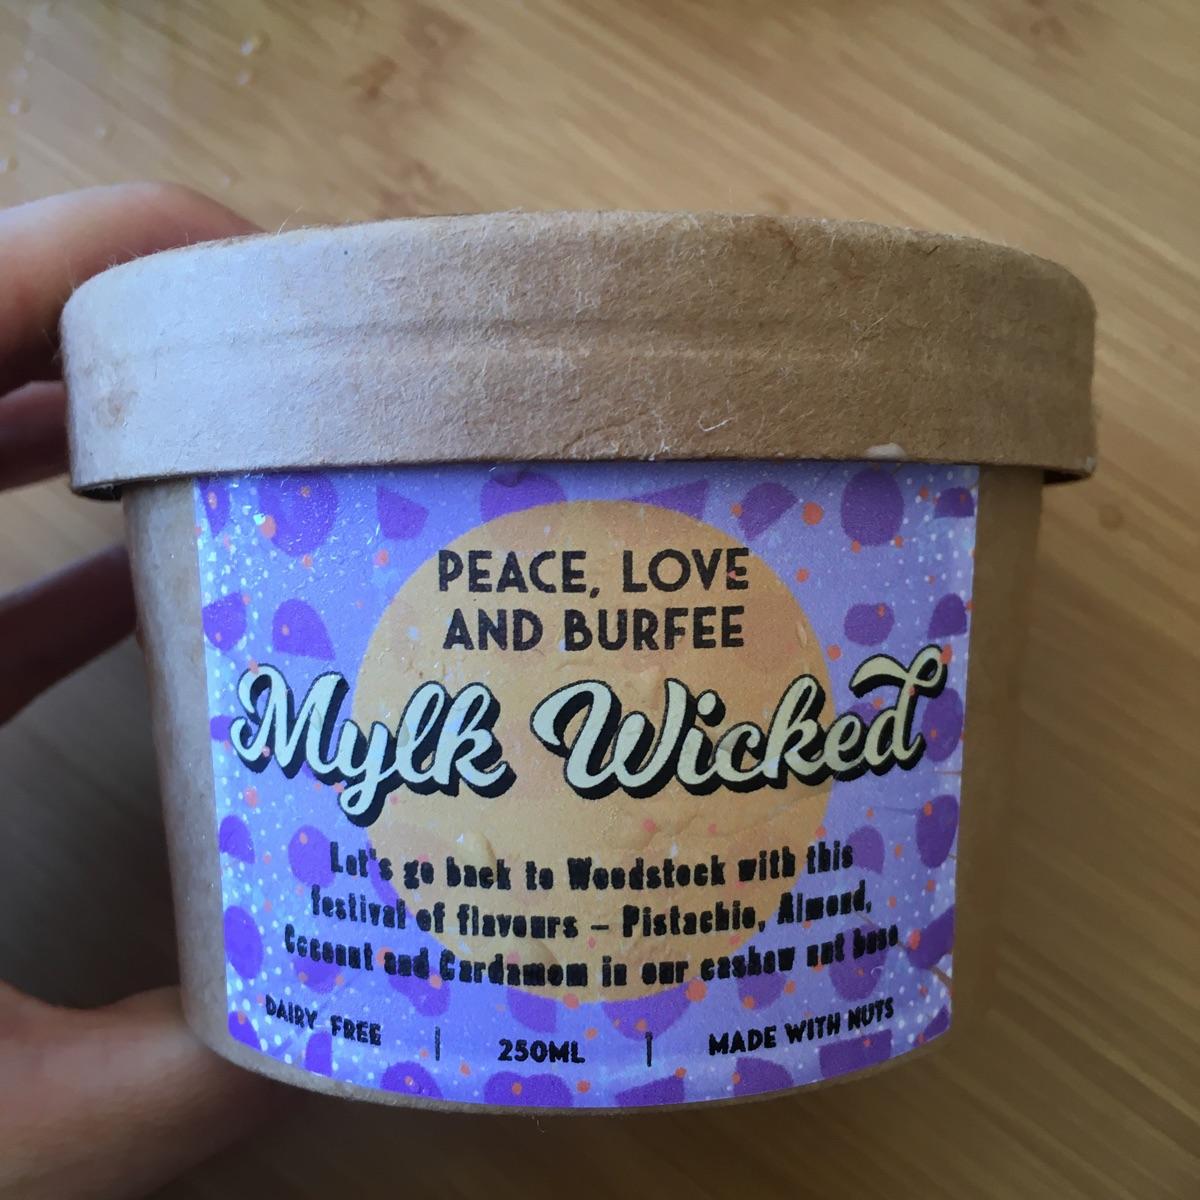 PEACE, LOVE
AND BURFEE
Mylk Wicked
Let's go back to Woodstock with this
festival of flavours – Pistachio, Almond,
Coconut and Cardamom in our cashew nut base
DAIRY FREE | 250ML | MADE WITH NUTS